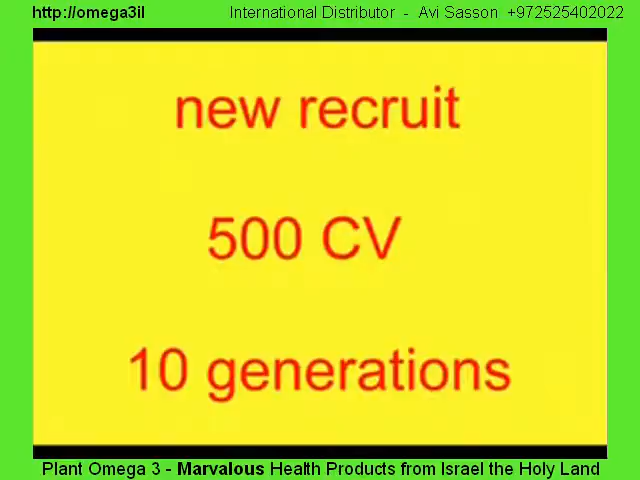 http://omega3il International Distributor - Avi Sasson +972525402022
new recruit
500 CV
10 generations
Plant Omega 3 - Marvalous Health Products from Israel the Holy Land